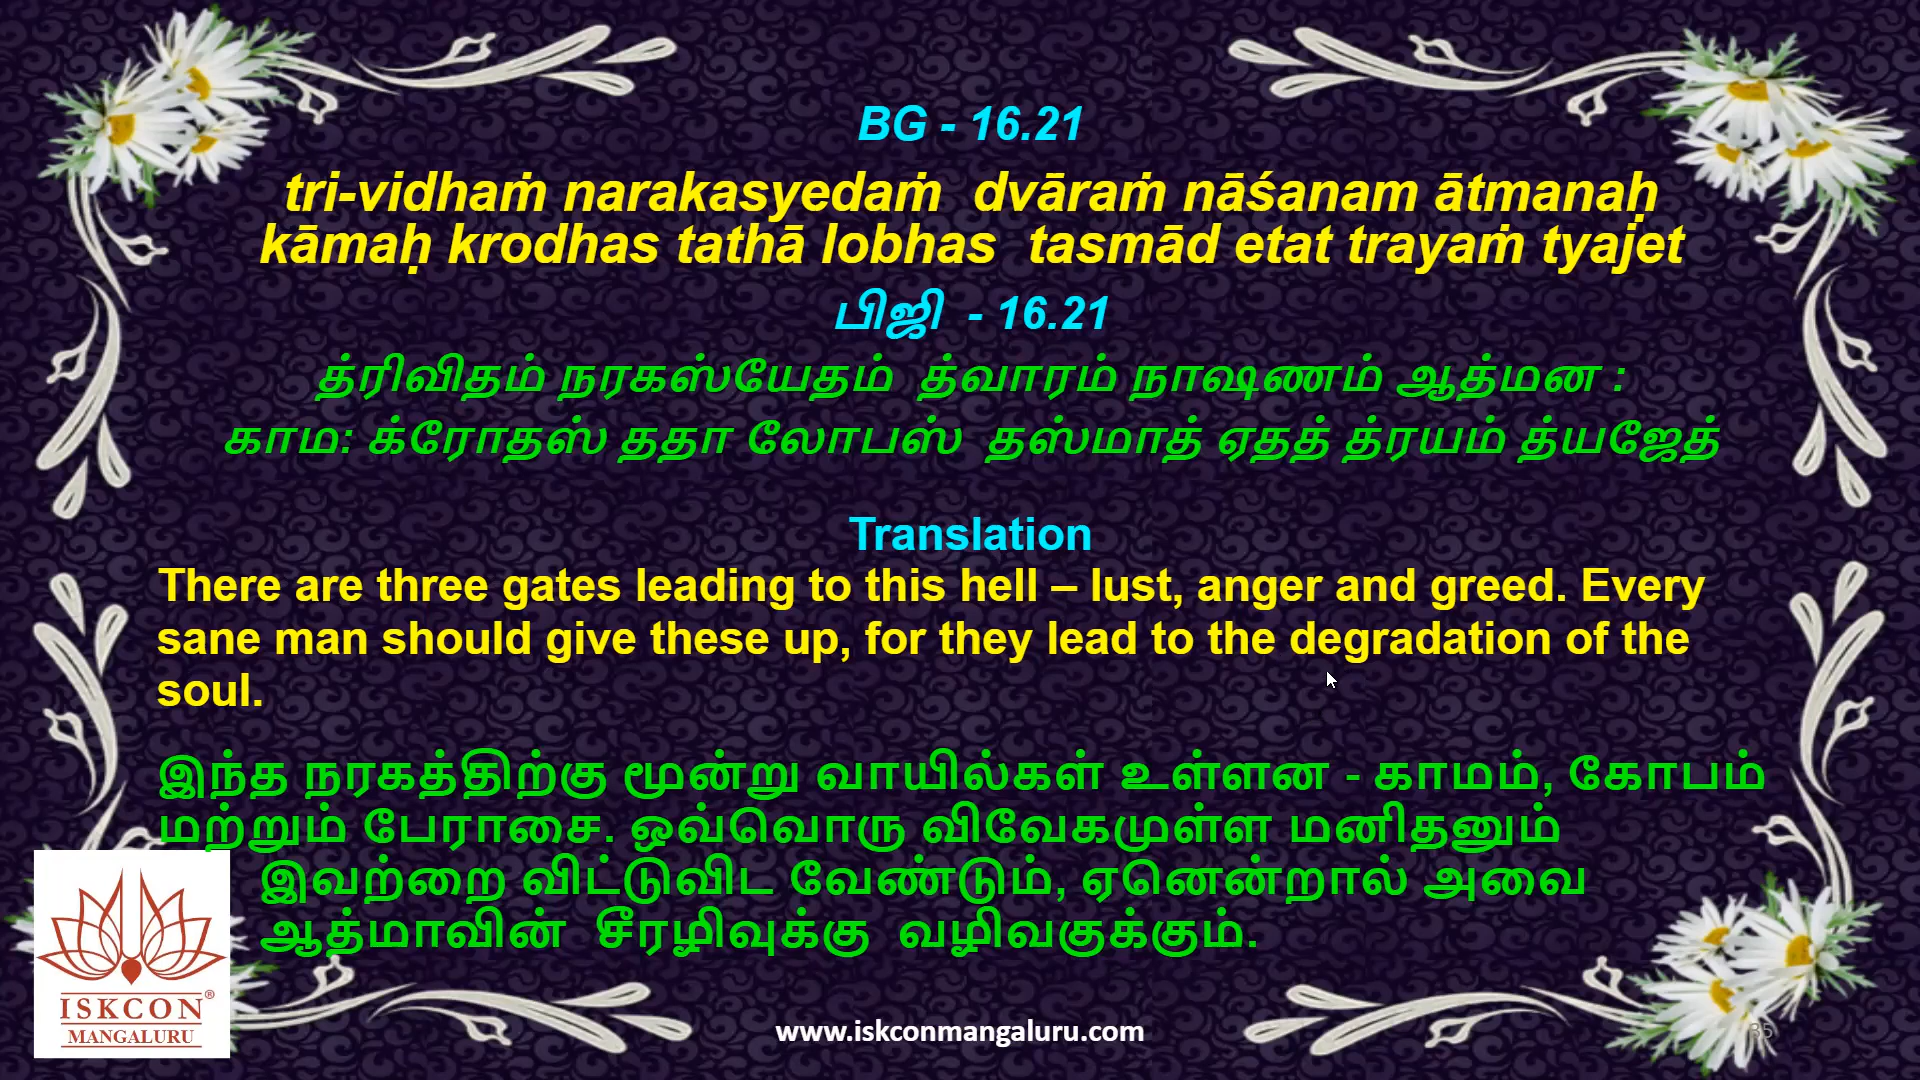 BG - 16.21
tri-vidhaṁ narakasyedaṁ  dvāraṁ nāśanam ātmanaḥ
kāmaḥ krodhas tathā lobhas  tasmād etat trayaṁ tyajet
பிஜி  - 16.21
த்ரிவிதம் நரகஸ்யேதம்  த்வாரம் நாஷணம் ஆத்மன :
காம: க்ரோதஸ் ததா லோபஸ்  தஸ்மாத் ஏதத் த்ரயம் த்யஜேத்
Translation
There are three gates leading to this hell – lust, anger and greed. Every
sane man should give these up, for they lead to the degradation of the
soul.
இந்த நரகத்திற்கு மூன்று வாயில்கள் உள்ளன - காமம், கோபம்
மற்றும் பேராசை. ஒவ்வொரு விவேகமுள்ள மனிதனும்
இவற்றை விட்டுவிட வேண்டும், ஏனென்றால் அவை
ஆத்மாவின்  சீரழிவுக்கு  வழிவகுக்கும்.
ISKCON®
MANGALURU
www.iskconmangaluru.com
35